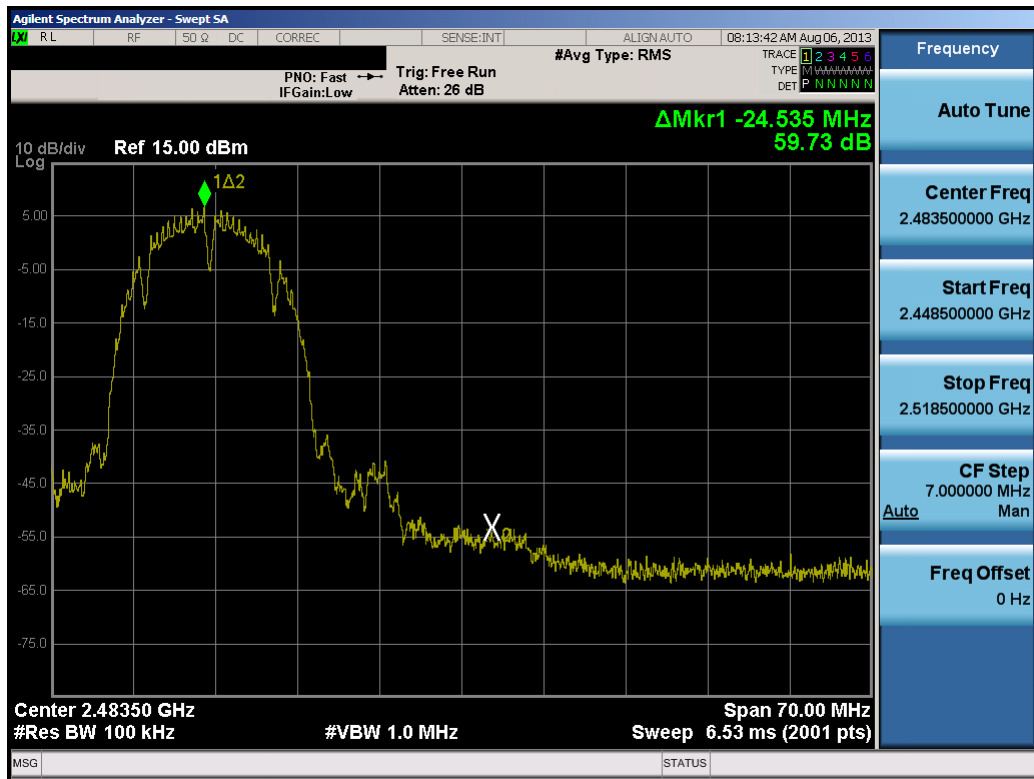 Agilent Spectrum Analyzer - Swept SA
LXI RL RF 50 Ω DC CORREC SENSE:INT ALIGN AUTO 08:13:42 AM Aug 06, 2013
#Avg Type: RMS TRACE 1 2 3 4 5 6
PNO: Fast Trig: Free Run TYPE M WWWWW
IFGain:Low Atten: 26 dB DET P N N N N N
ΔMkr1 -24.535 MHz
59.73 dB
10 dB/div Ref 15.00 dBm
Log
1Δ2
5.00
-5.00
-15.0
-25.0
-35.0
-45.0
-55.0
-65.0
-75.0
X
Center 2.48350 GHz Span 70.00 MHz
#Res BW 100 kHz #VBW 1.0 MHz Sweep 6.53 ms (2001 pts)
MSG STATUS
Frequency
Auto Tune
Center Freq
2.483500000 GHz
Start Freq
2.448500000 GHz
Stop Freq
2.518500000 GHz
CF Step
7.000000 MHz
Auto Man
Freq Offset
0 Hz